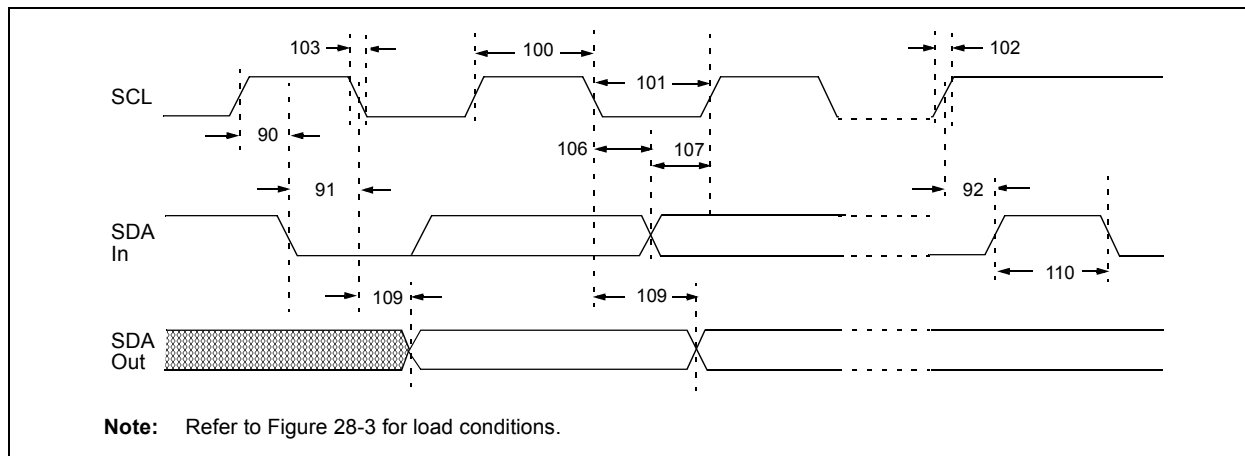 103
100
102
101
SCL
90
106
107
91
92
SDA
In
110
109
109
SDA
Out
Note: Refer to Figure 28-3 for load conditions.